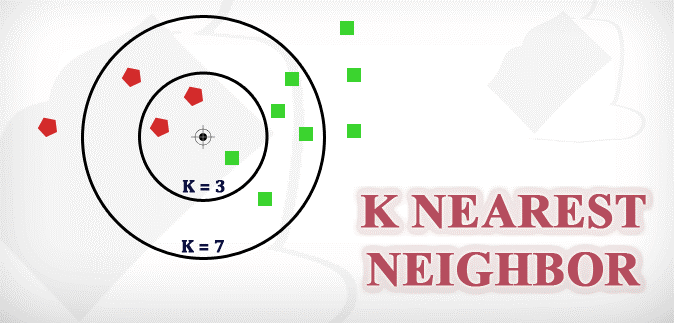 K = 3
K = 7
K NEAREST
NEIGHBOR